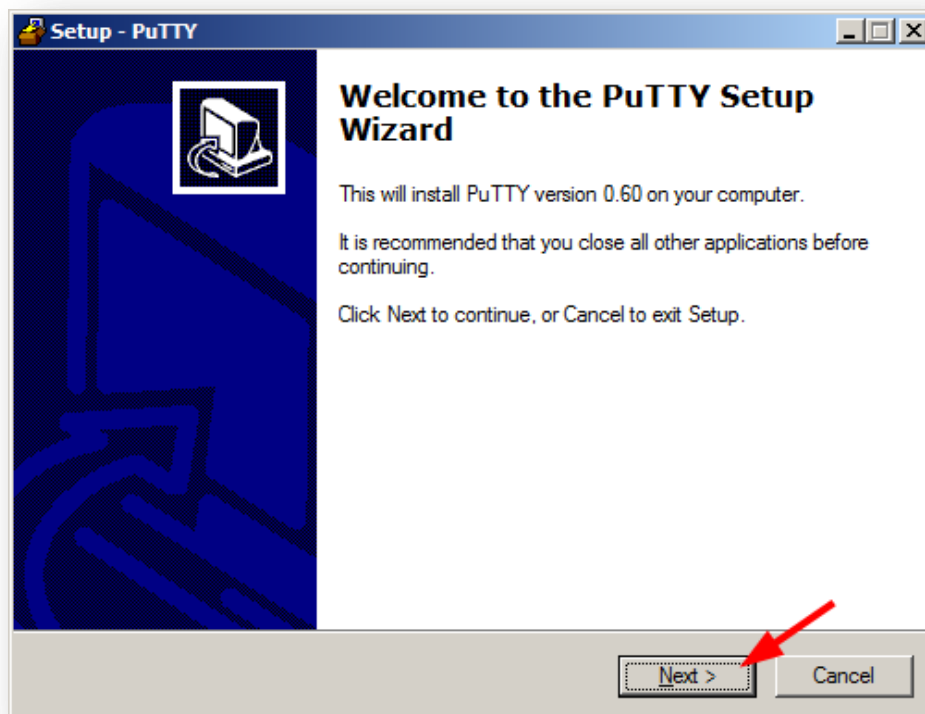 Setup - PuTTY
Welcome to the PuTTY Setup
Wizard
This will install PuTTY version 0.60 on your computer.
It is recommended that you close all other applications before
continuing.
Click Next to continue, or Cancel to exit Setup.
Next >
Cancel